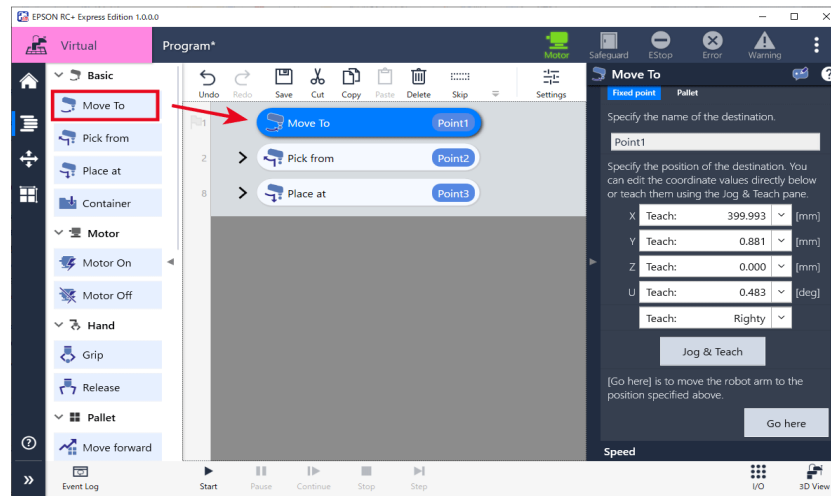 EPSON RC+ Express Edition 1.0.0.0
Virtual
Program*
Motor
Safeguard
EStop
Error
Warning
Basic
Move To
Pick from
Place at
Container
Motor
Motor On
Motor Off
Hand
Grip
Release
Pallet
Move forward
Undo
Redo
Save
Cut
Copy
Paste
Delete
Skip
Settings
1
Move To
Point1
2
Pick from
Point2
8
Place at
Point3
Move To
?
Fixed point
Pallet
Specify the name of the destination.
Point1
Specify the position of the destination. You
can edit the coordinate values directly below
or teach them using the Jog & Teach pane.
X Teach: 399.993 [mm]
Y Teach: 0.881 [mm]
Z Teach: 0.000 [mm]
U Teach: 0.483 [deg]
Teach: Righty
Jog & Teach
[Go here] is to move the robot arm to the
position specified above.
Go here
Speed
?
Event Log
Start
Pause
Continue
Stop
Step
I/O
3D View